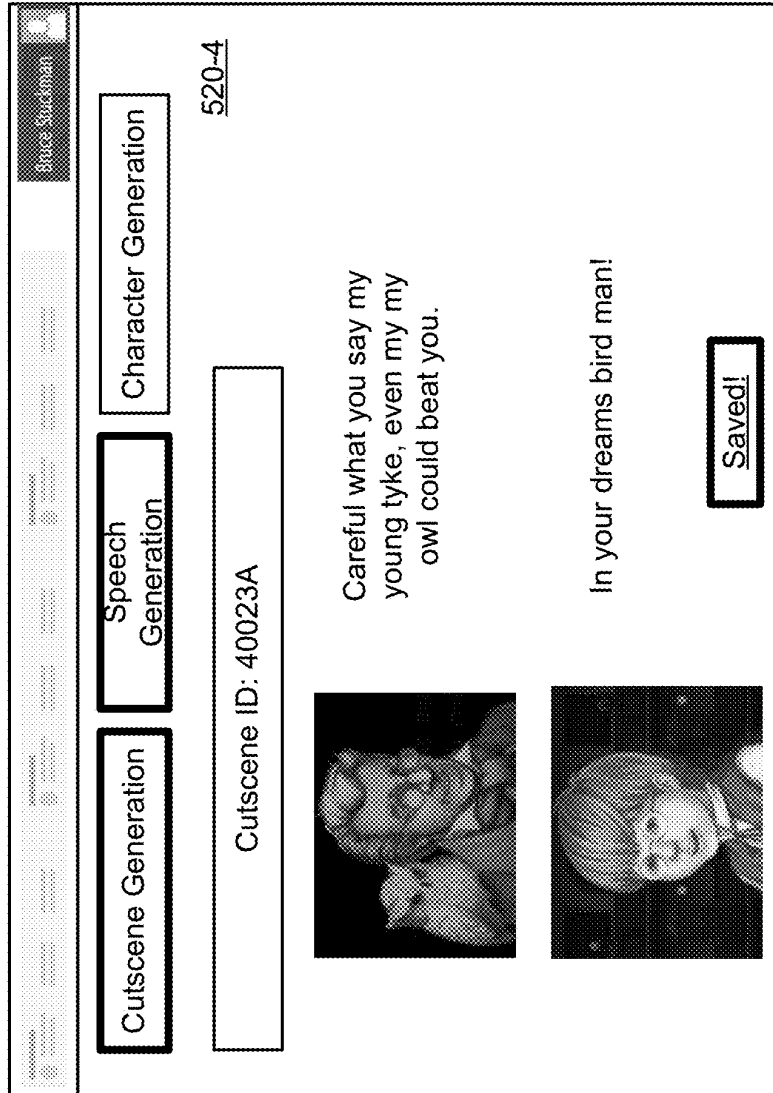 Bruce Stuckman
Cutscene Generation
Speech
Generation
Character Generation
520-4
Cutscene ID: 40023A
Careful what you say my
young tyke, even my my
owl could beat you.
In your dreams bird man!
Saved!